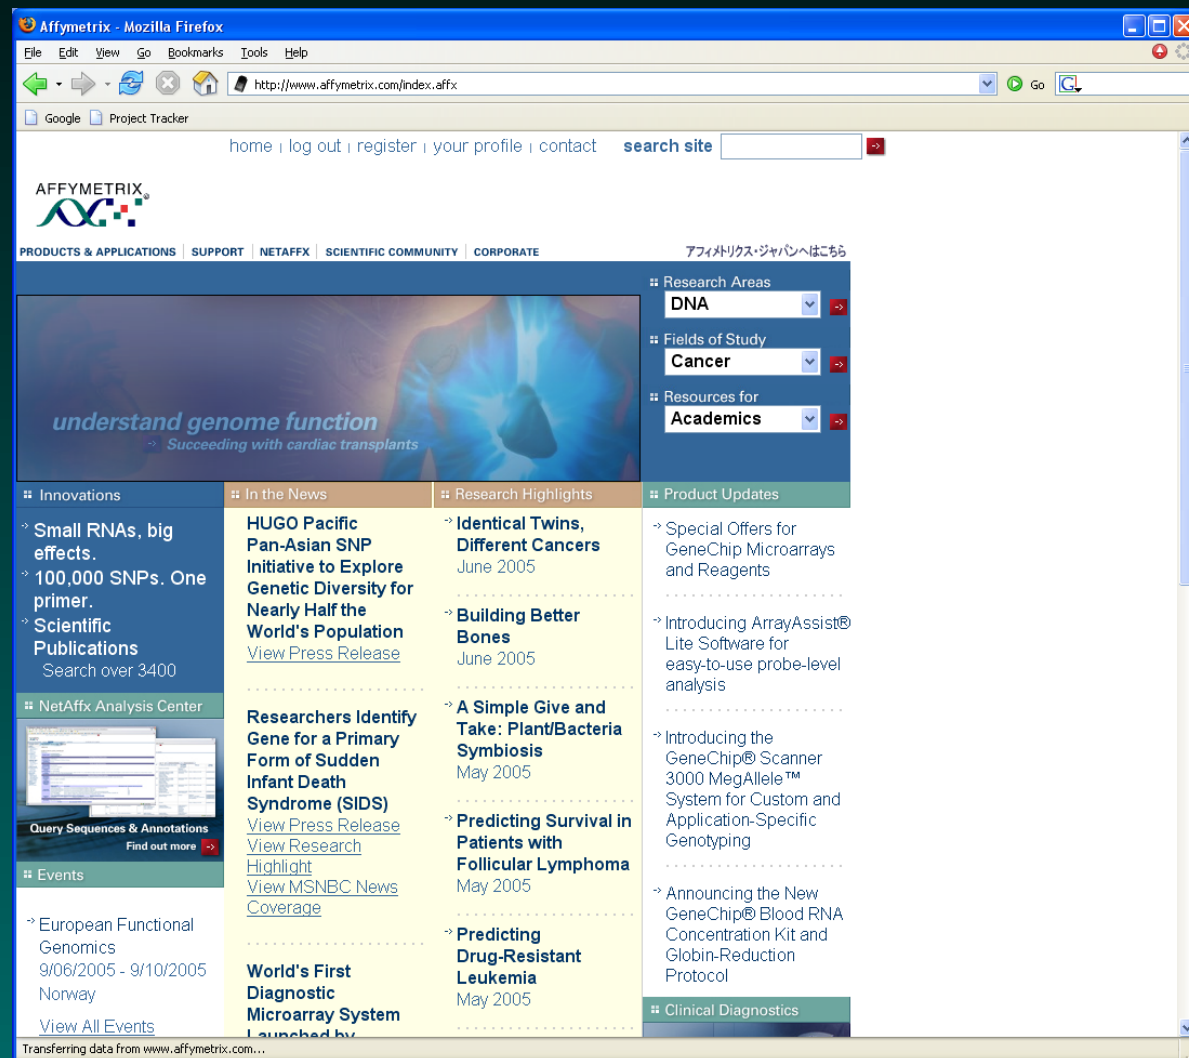 Affymetrix - Mozilla Firefox
File Edit View Go Bookmarks Tools Help
http://www.affymetrix.com/index.affx
Go
G
Google Project Tracker
home | log out | register | your profile | contact search site
AFFYMETRIX®
PRODUCTS & APPLICATIONS | SUPPORT | NETAFFX | SCIENTIFIC COMMUNITY | CORPORATE
アフィメトリクス・ジャパンへはこちら
Research Areas
DNA
Fields of Study
Cancer
Resources for
Academics
understand genome function
Succeeding with cardiac transplants
Innovations
Small RNAs, big
effects.
100,000 SNPs. One
primer.
Scientific
Publications
Search over 3400
NetAffx Analysis Center
Query Sequences & Annotations
Find out more
Events
European Functional
Genomics
9/06/2005 - 9/10/2005
Norway
View All Events
In the News
HUGO Pacific
Pan-Asian SNP
Initiative to Explore
Genetic Diversity for
Nearly Half the
World's Population
View Press Release
Researchers Identify
Gene for a Primary
Form of Sudden
Infant Death
Syndrome (SIDS)
View Press Release
View Research
Highlight
View MSNBC News
Coverage
World's First
Diagnostic
Microarray System
Launched by
Research Highlights
Identical Twins,
Different Cancers
June 2005
Building Better
Bones
June 2005
A Simple Give and
Take: Plant/Bacteria
Symbiosis
May 2005
Predicting Survival in
Patients with
Follicular Lymphoma
May 2005
Predicting
Drug-Resistant
Leukemia
May 2005
Product Updates
Special Offers for
GeneChip Microarrays
and Reagents
Introducing ArrayAssist®
Lite Software for
easy-to-use probe-level
analysis
Introducing the
GeneChip® Scanner
3000 MegAllele™
System for Custom and
Application-Specific
Genotyping
Announcing the New
GeneChip® Blood RNA
Concentration Kit and
Globin-Reduction
Protocol
Clinical Diagnostics
Transferring data from www.affymetrix.com...